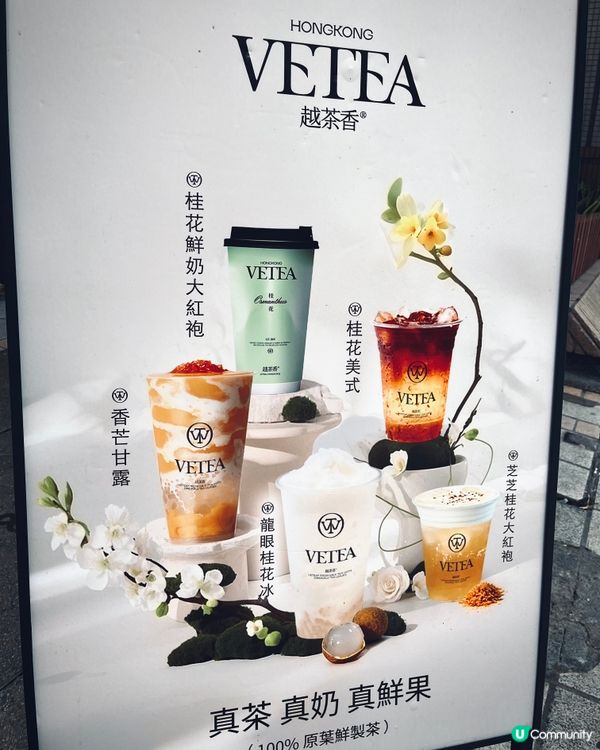 HONGKONG
VETEA
越茶香®
桂花鮮奶大紅袍
HONGKONG
VETEA
桂花
Osmanthus
越茶香
桂花美式
VETEA
香芒甘露
VETEA
龍眼桂花冰
VETEA
芝芝桂花大紅袍
VETEA
真茶 真奶 真鮮果
(100% 原葉鮮製茶)
U Community